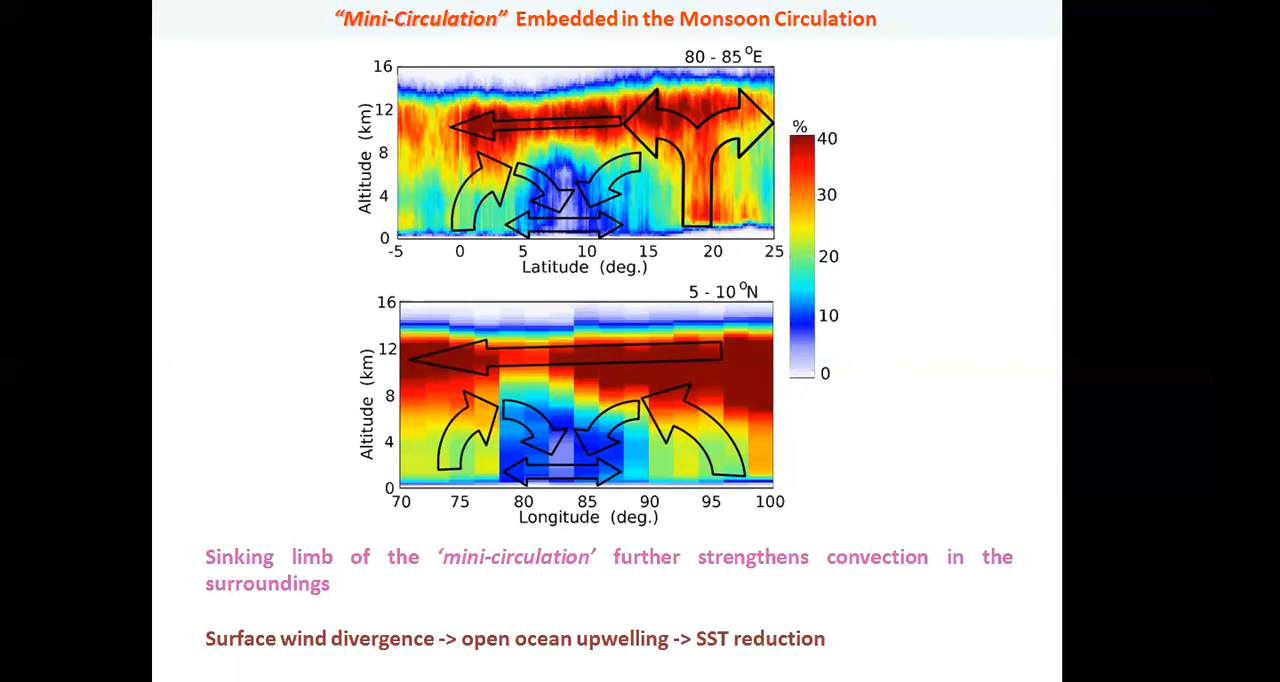 “Mini-Circulation” Embedded in the Monsoon Circulation
80 - 85 °E
16
12
8
4
0
Altitude (km)
-5 0 5 10 15 20 25
Latitude (deg.)
%
40
30
20
10
0
5 - 10 °N
16
12
8
4
0
Altitude (km)
70 75 80 85 90 95 100
Longitude (deg.)
Sinking limb of the ‘mini-circulation’ further strengthens convection in the
surroundings
Surface wind divergence -> open ocean upwelling -> SST reduction